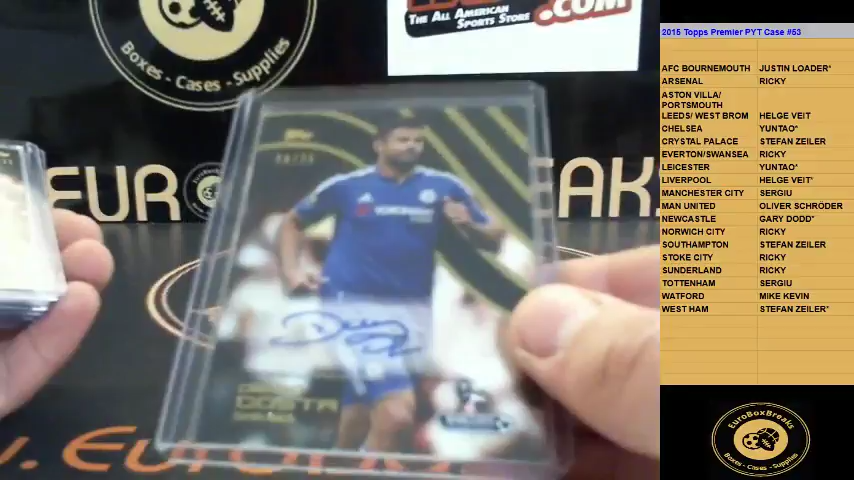 Boxes - Cases - Supplies
THE ALL AMERICAN
SPORTS STORE
.COM
EUR
AKS
topps
COSTA
2015 Topps Premier PYT Case #53
AFC BOURNEMOUTH JUSTIN LOADER*
ARSENAL RICKY
ASTON VILLA/
PORTSMOUTH
LEEDS/ WEST BROM HELGE VEIT
CHELSEA YUNTAO*
CRYSTAL PALACE STEFAN ZEILER
EVERTON/SWANSEA RICKY
LEICESTER YUNTAO*
LIVERPOOL HELGE VEIT*
MANCHESTER CITY SERGIU
MAN UNITED OLIVER SCHRÖDER
NEWCASTLE GARY DODD*
NORWICH CITY RICKY
SOUTHAMPTON STEFAN ZEILER
STOKE CITY RICKY
SUNDERLAND RICKY
TOTTENHAM SERGIU
WATFORD MIKE KEVIN
WEST HAM STEFAN ZEILER*
EuroBoxBreaks
Boxes - Cases - Supplies